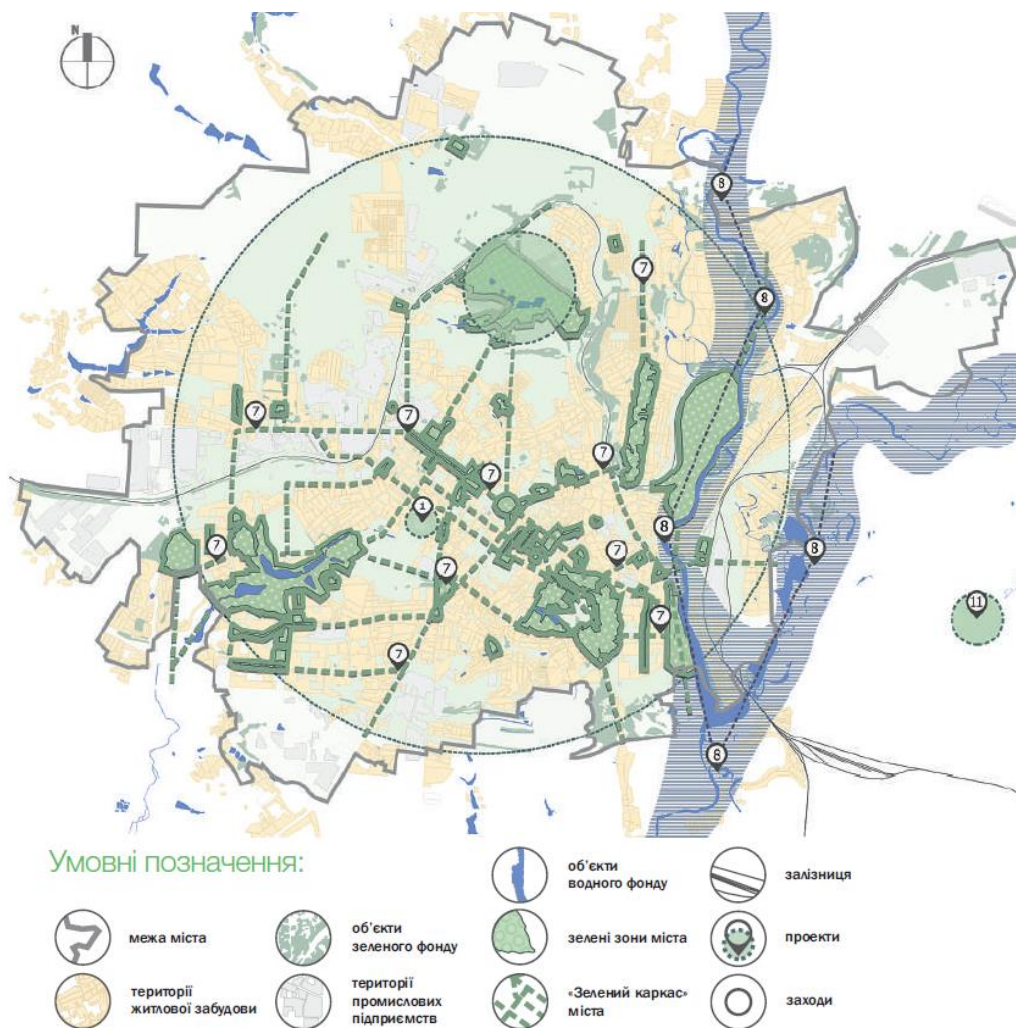 N
8
7
8
7
7
7
7
1
8
7
7
8
7
11
7
7
8
Умовні позначення:
об'єкти
водного фонду
залізниця
межа міста
об'єкти
зеленого фонду
зелені зони міста
проекти
території
житлової забудови
території
промислових
підприємств
«Зелений каркас»
міста
заходи